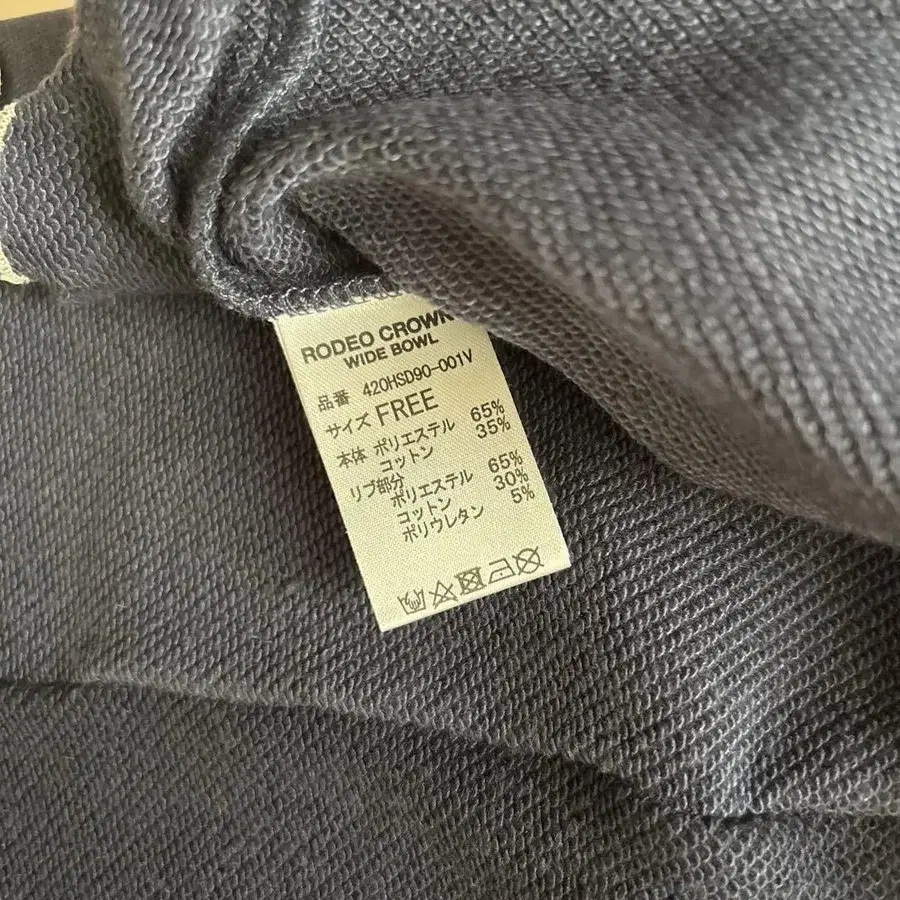 RODEO CROWNS
WIDE BOWL
品番 420HSD90-001V
サイズ FREE
本体 ポリエステル 65%
コットン 35%
リブ部分
ポリエステル 65%
コットン 30%
ポリウレタン 5%